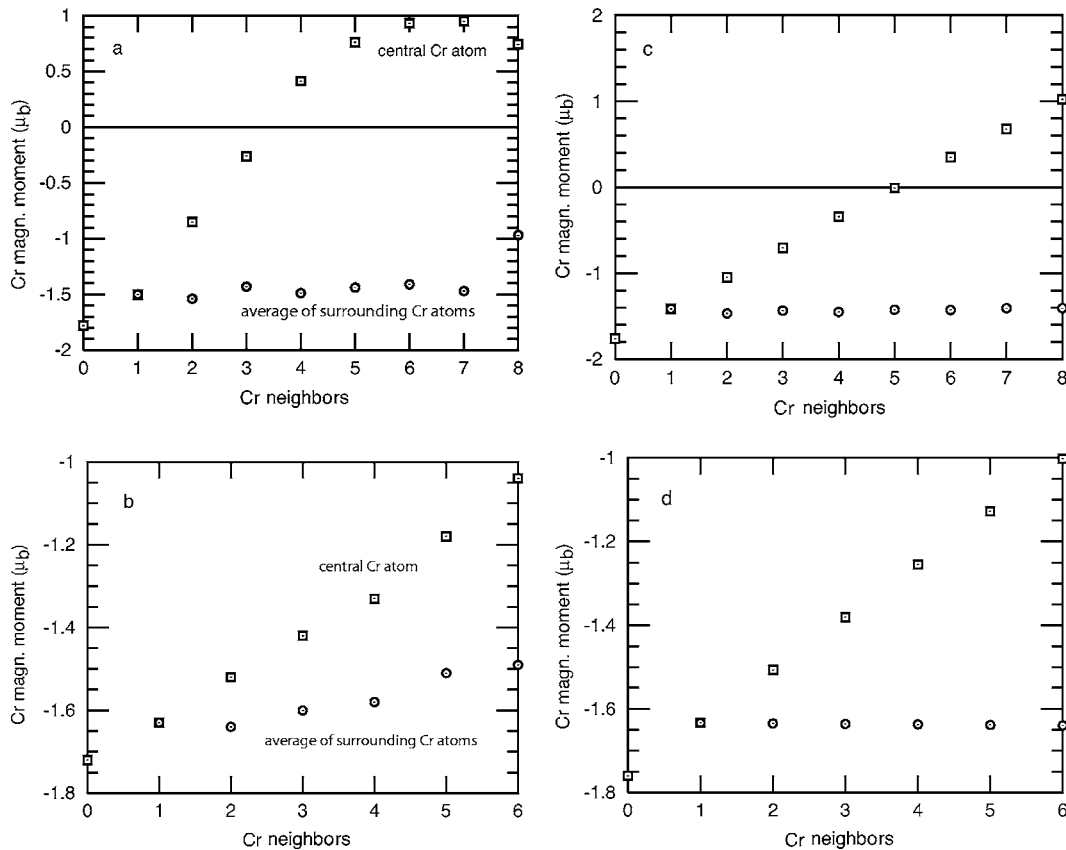 1
0.5
0
-0.5
-1
-1.5
-2
Cr magn. moment (μb)
a
central Cr atom
average of surrounding Cr atoms
0 1 2 3 4 5 6 7 8
Cr neighbors
2
1
0
-1
-2
Cr magn. moment (μb)
c
0 1 2 3 4 5 6 7 8
Cr neighbors
-1
-1.2
-1.4
-1.6
-1.8
Cr magn. moment (μb)
b
central Cr atom
average of surrounding Cr atoms
0 1 2 3 4 5 6
Cr neighbors
-1
-1.2
-1.4
-1.6
-1.8
Cr magn. moment (μb)
d
0 1 2 3 4 5 6
Cr neighbors